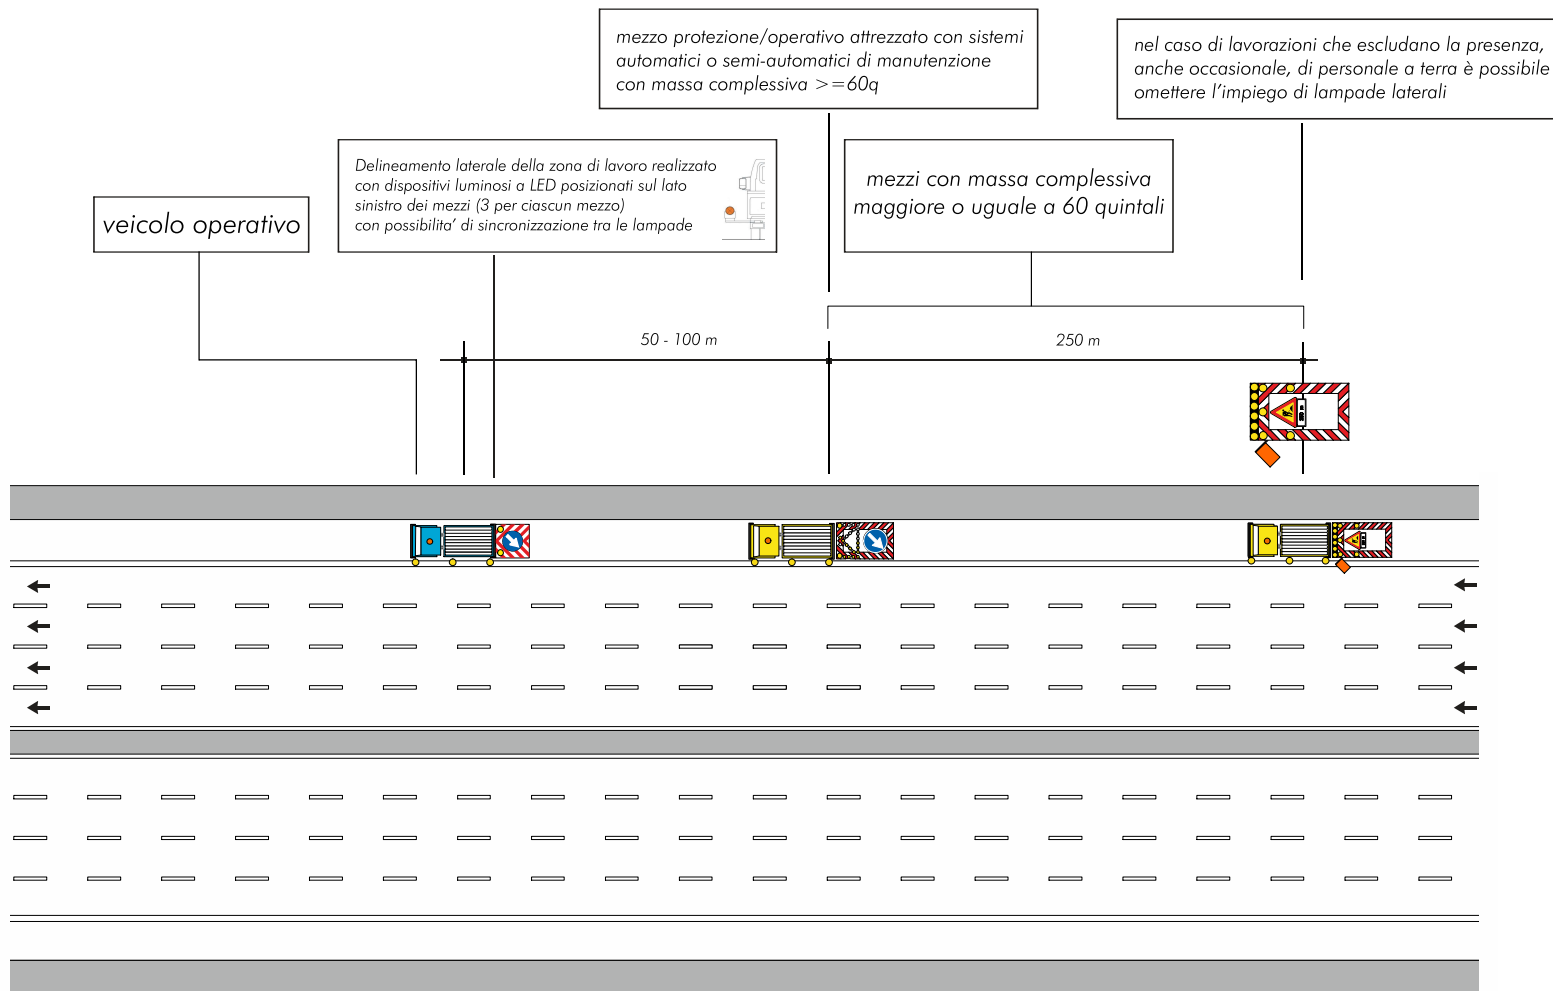 mezzo protezione/operativo attrezzato con sistemi
automatici o semi-automatici di manutenzione
con massa complessiva >=60q
nel caso di lavorazioni che escludano la presenza,
anche occasionale, di personale a terra è possibile
omettere l'impiego di lampade laterali
Delineamento laterale della zona di lavoro realizzato
con dispositivi luminosi a LED posizionati sul lato
sinistro dei mezzi (3 per ciascun mezzo)
con possibilita' di sincronizzazione tra le lampade
mezzi con massa complessiva
maggiore o uguale a 60 quintali
veicolo operativo
50 - 100 m
250 m